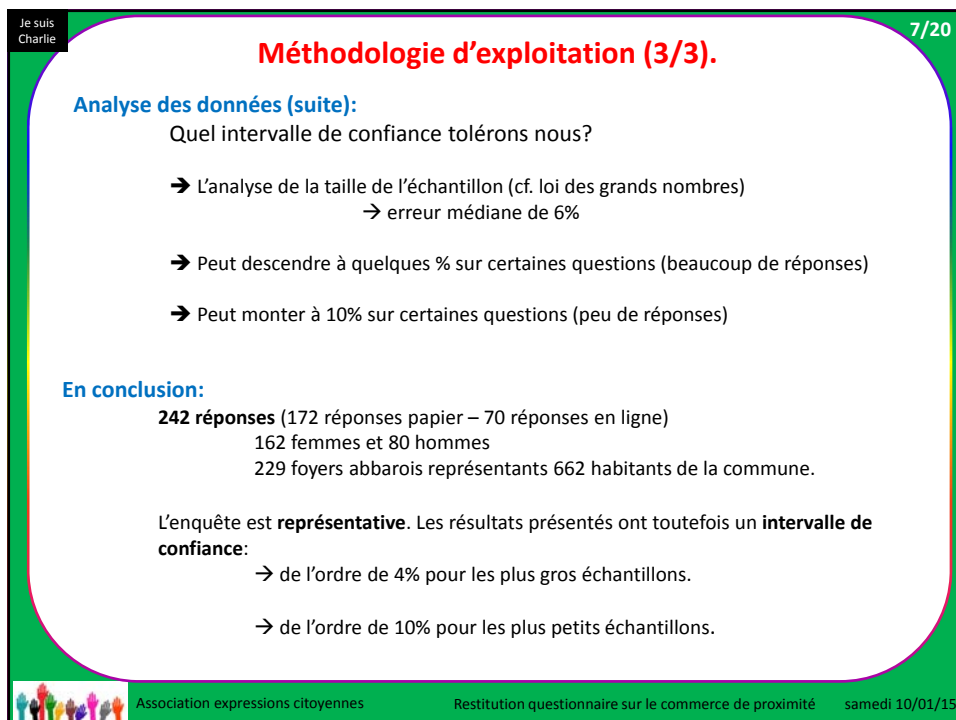 Je suis
Charlie
7/20
Méthodologie d'exploitation (3/3).
Analyse des données (suite):
Quel intervalle de confiance tolérons nous?
➔ L'analyse de la taille de l'échantillon (cf. loi des grands nombres)
→ erreur médiane de 6%
➔ Peut descendre à quelques % sur certaines questions (beaucoup de réponses)
➔ Peut monter à 10% sur certaines questions (peu de réponses)
En conclusion:
242 réponses (172 réponses papier – 70 réponses en ligne)
162 femmes et 80 hommes
229 foyers abbarois représentants 662 habitants de la commune.
L'enquête est représentative. Les résultats présentés ont toutefois un intervalle de
confiance:
→ de l'ordre de 4% pour les plus gros échantillons.
→ de l'ordre de 10% pour les plus petits échantillons.
Association expressions citoyennes Restitution questionnaire sur le commerce de proximité samedi 10/01/15